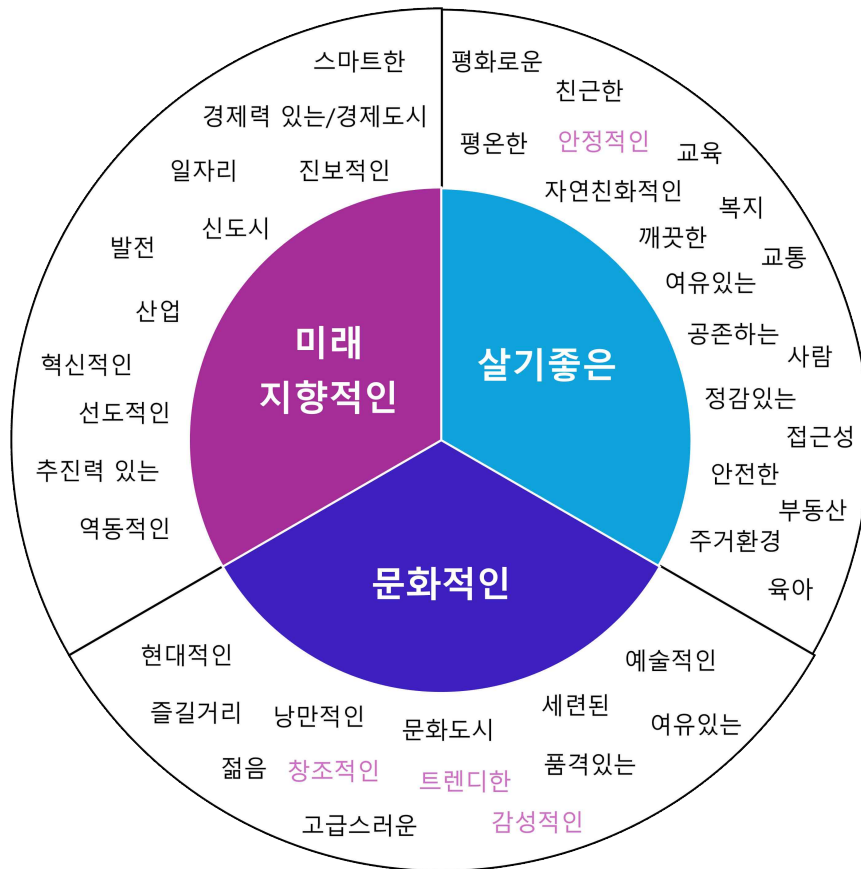 스마트한
경제력 있는/경제도시
일자리
진보적인
신도시
발전
산업
혁신적인
선도적인
추진력 있는
역동적인
미래
지향적인
평화로운
친근한
평온한
안정적인
교육
자연친화적인
복지
깨끗한
교통
여유있는
공존하는
사람
정감있는
접근성
안전한
부동산
주거환경
육아
살기좋은
문화적인
현대적인
예술적인
즐길거리
낭만적인
문화도시
세련된
여유있는
젊음
창조적인
트렌디한
품격있는
고급스러운
감성적인